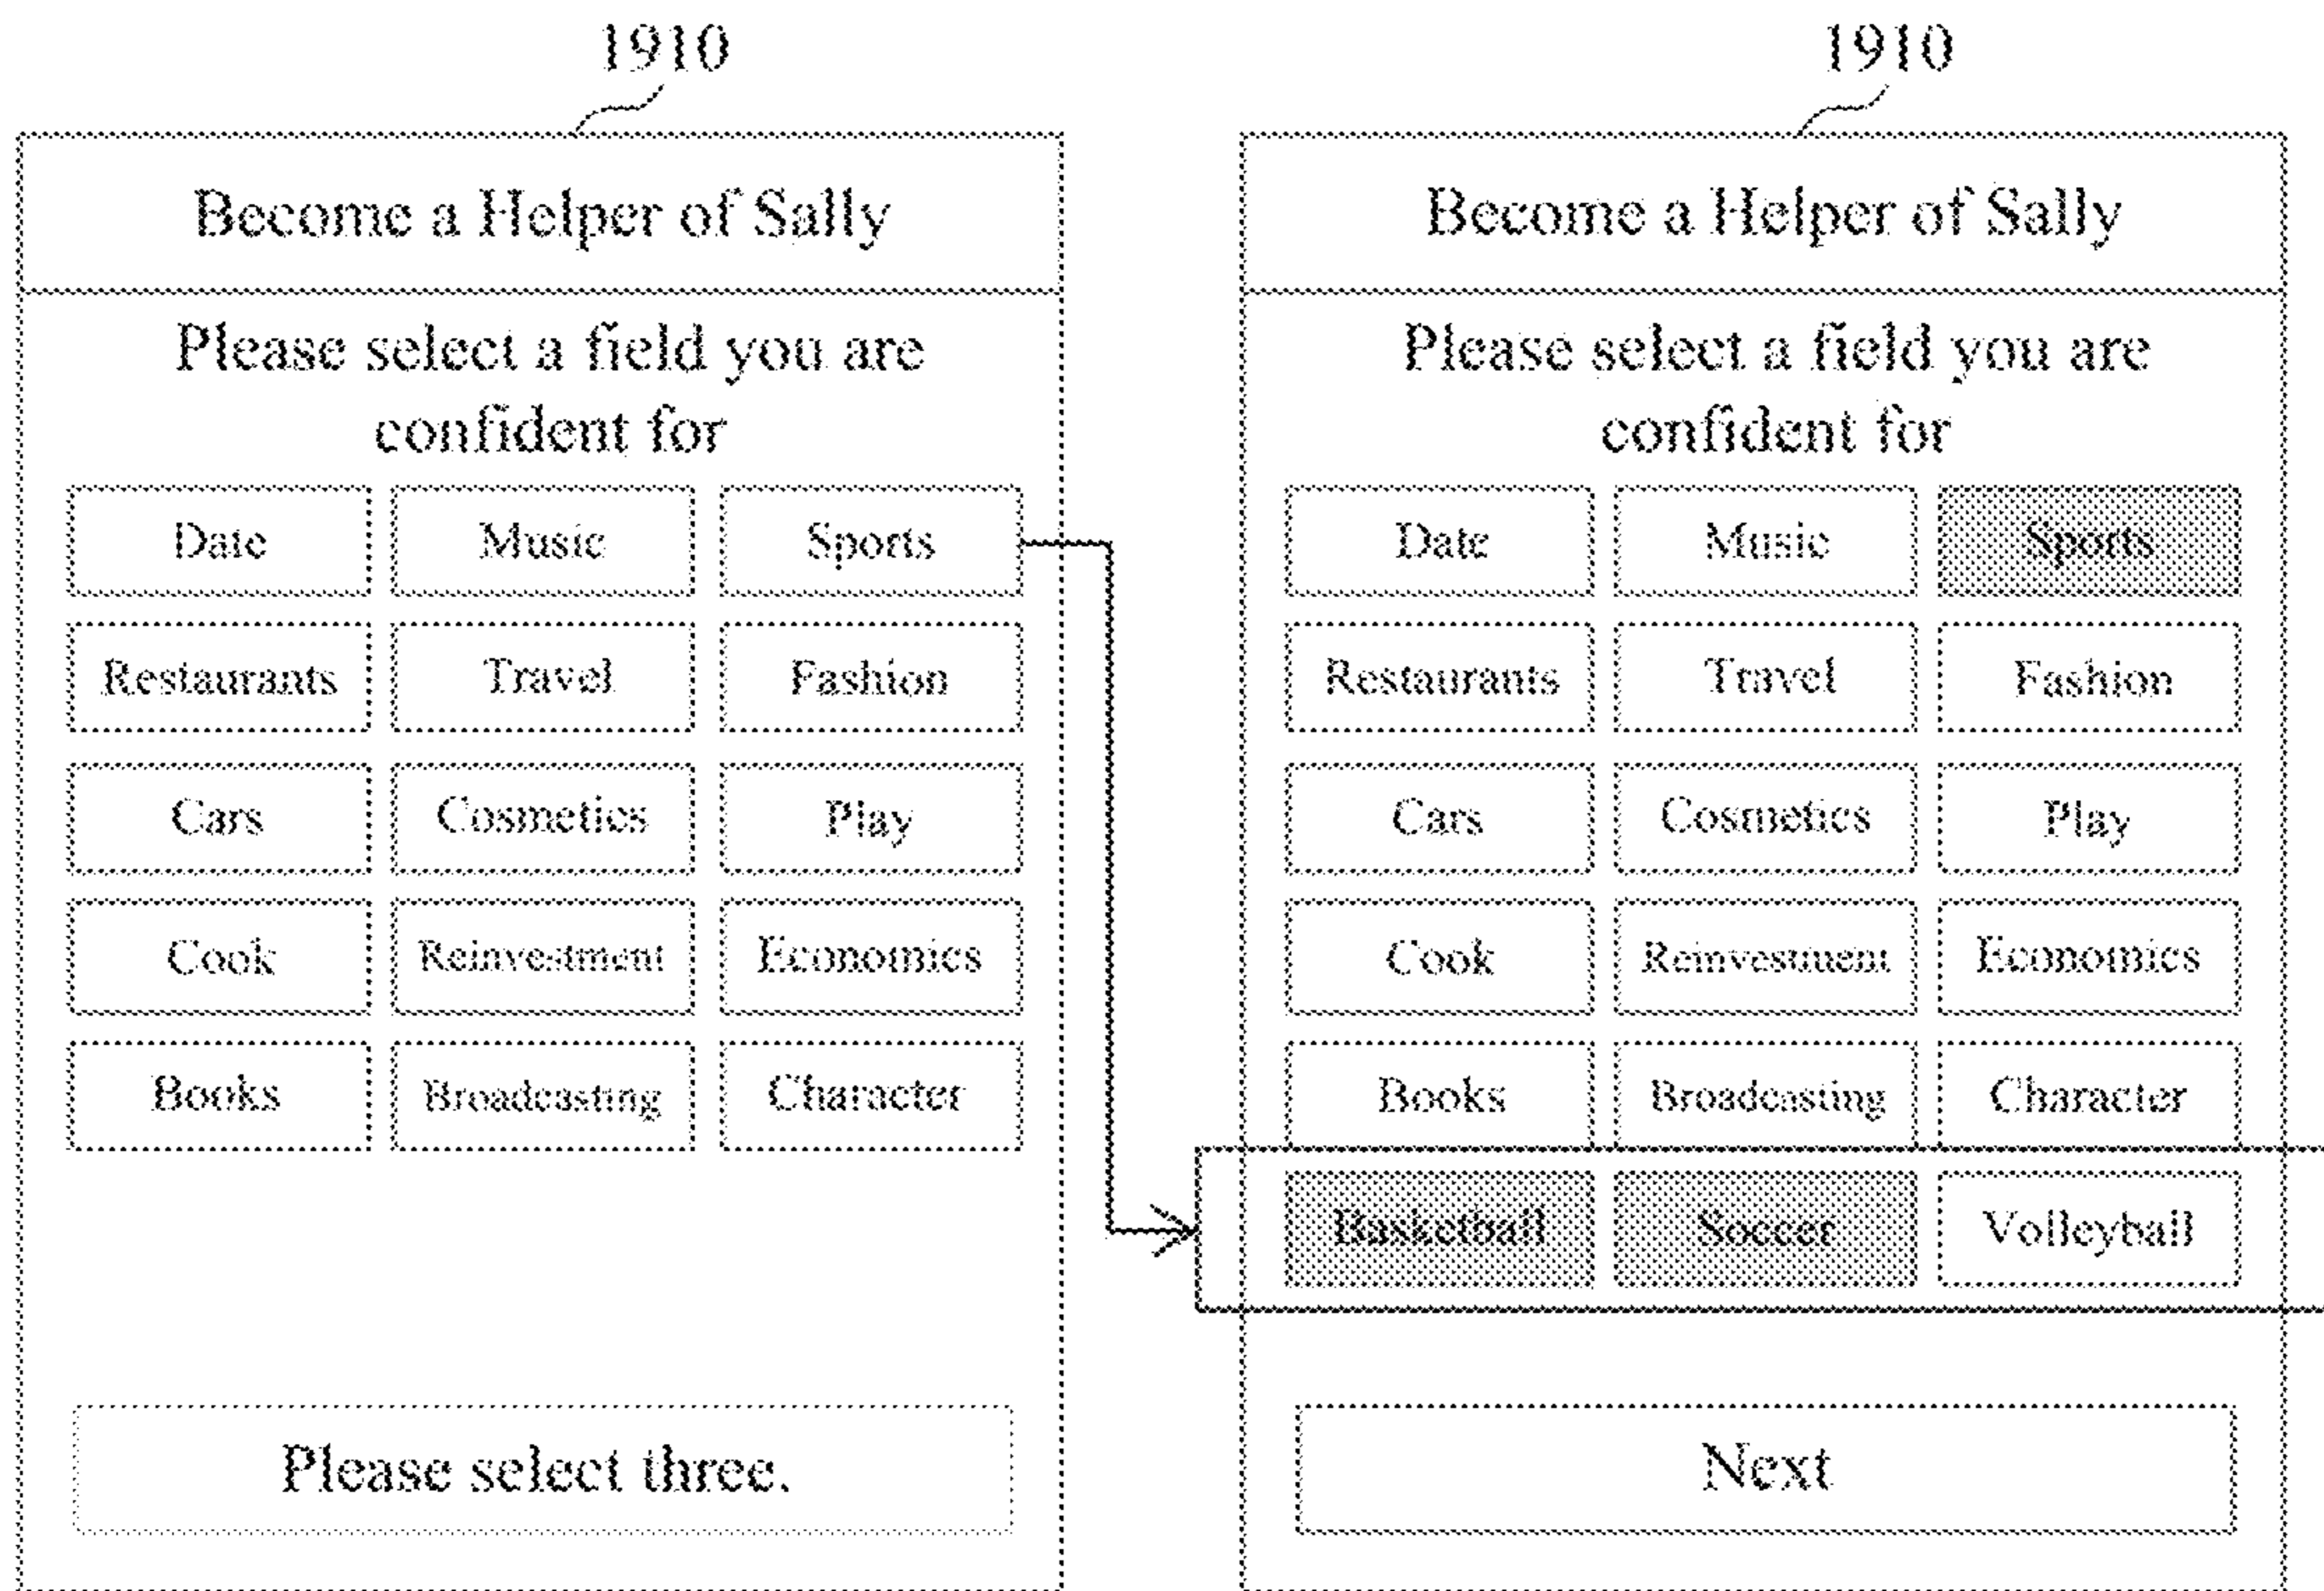 1910
Become a Helper of Sally
Please select a field you are
confident for
Date Music Sports
Restaurants Travel Fashion
Cars Cosmetics Play
Cook Reinvestment Economics
Books Broadcasting Character
Please select three.
1910
Become a Helper of Sally
Please select a field you are
confident for
Date Music Sports
Restaurants Travel Fashion
Cars Cosmetics Play
Cook Reinvestment Economics
Books Broadcasting Character
Basketball Soccer Volleyball
Next